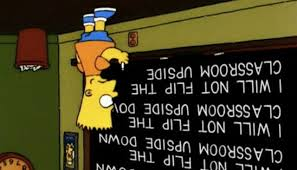 I WILL NOT FLIP THE
CLASSROOM UPSIDE DOWN
I WILL NOT FLIP THE
CLASSROOM UPSIDE DOW
I WILL NOT FLIP THE
CLASSROOM UPSIDE